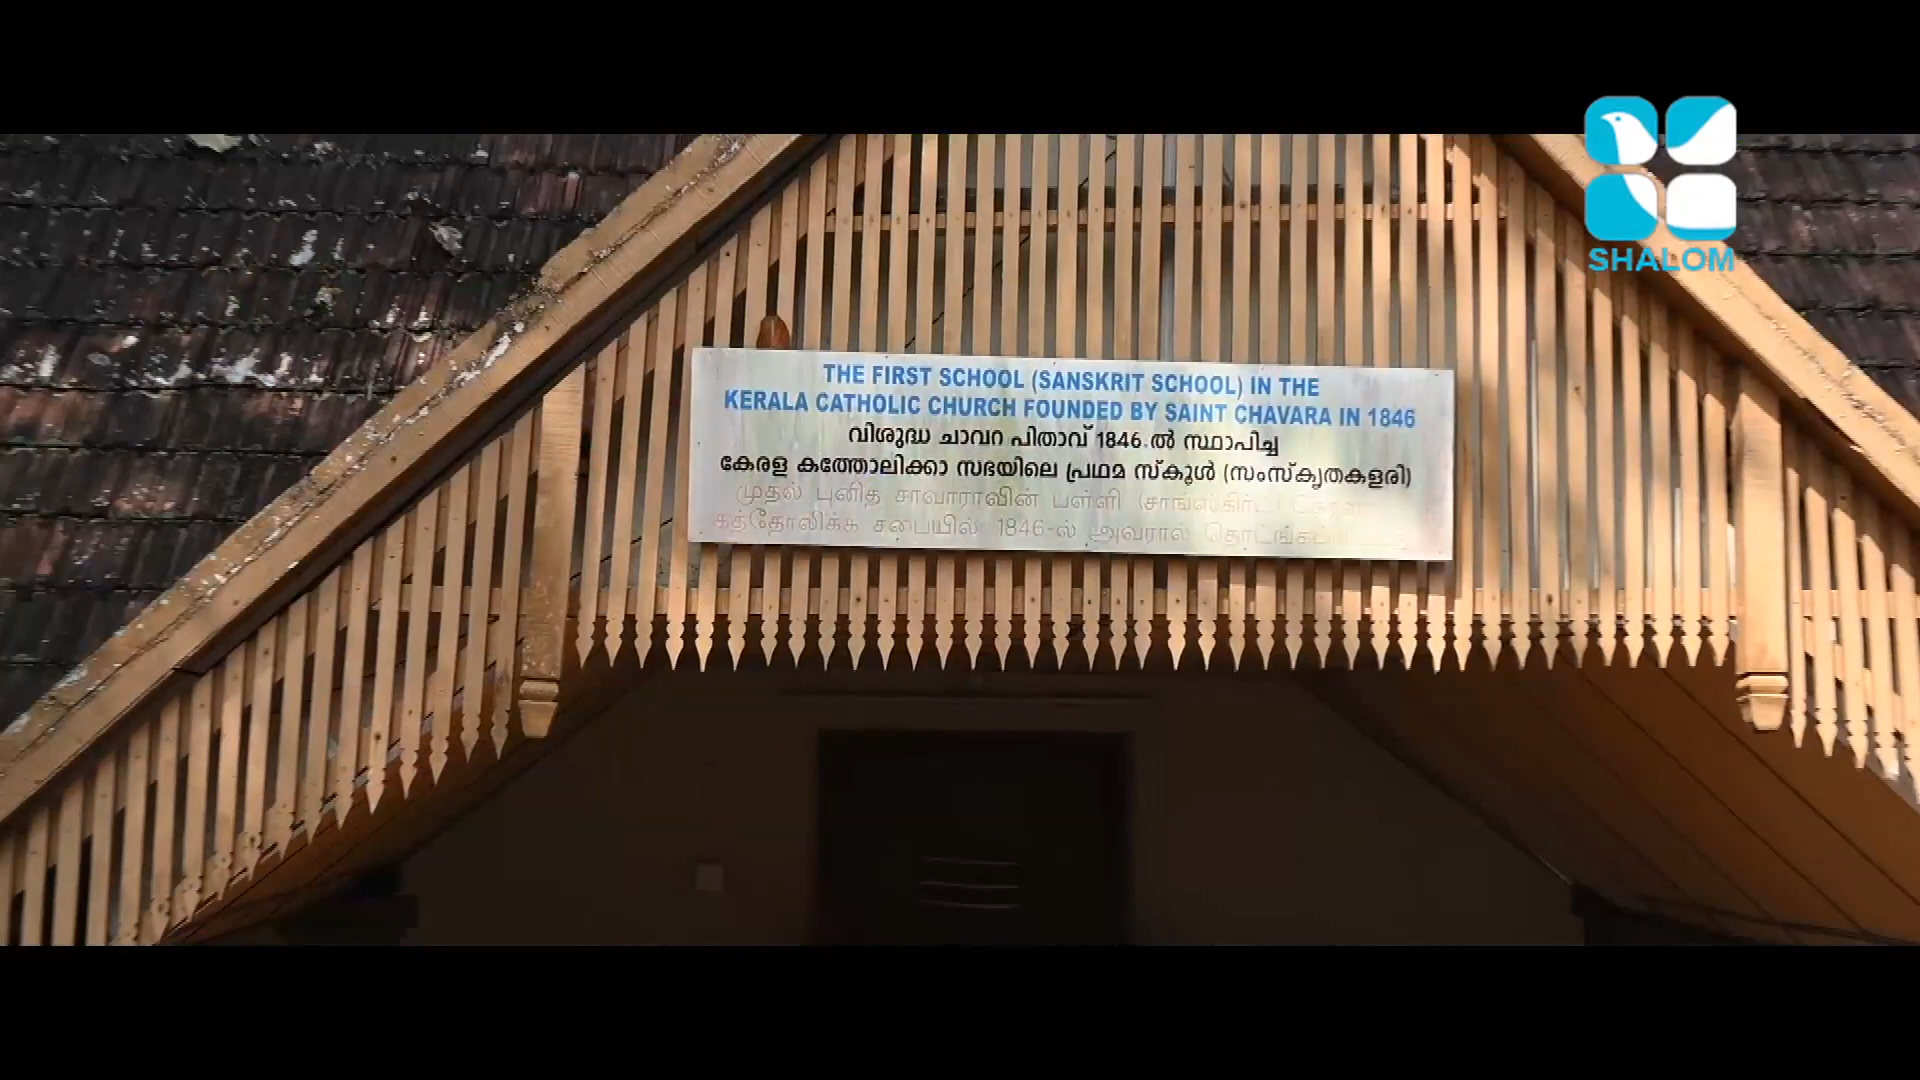 SHALOM
THE FIRST SCHOOL (SANSKRIT SCHOOL) IN THE
KERALA CATHOLIC CHURCH FOUNDED BY SAINT CHAVARA IN 1846
വിശുദ്ധ ചാവറ പിതാവ് 1846.ൽ സ്ഥാപിച്ച
കേരള കത്തോലിക്കാ സഭയിലെ പ്രഥമ സ്കൂൾ (സംസ്കൃതകളരി)
முதல் புனித சாவாராவின் பள்ளி
கத்தோலிக்க சபையில் 1846-ல் அவரால்